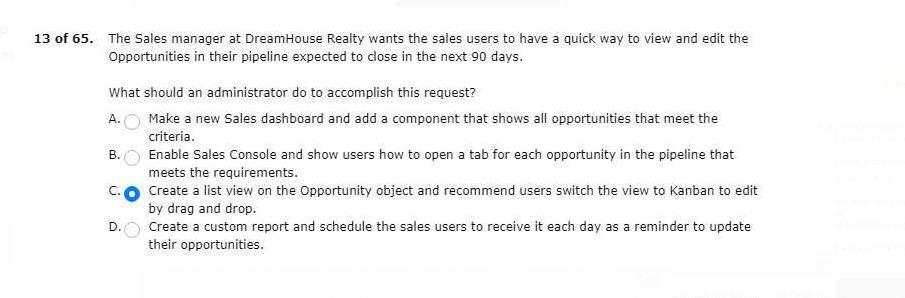 13 of 65. The Sales manager at DreamHouse Realty wants the sales users to have a quick way to view and edit the
Opportunities in their pipeline expected to close in the next 90 days.
What should an administrator do to accomplish this request?
A. Make a new Sales dashboard and add a component that shows all opportunities that meet the
criteria.
B. Enable Sales Console and show users how to open a tab for each opportunity in the pipeline that
meets the requirements.
C. Create a list view on the Opportunity object and recommend users switch the view to Kanban to edit
by drag and drop.
D. Create a custom report and schedule the sales users to receive it each day as a reminder to update
their opportunities.